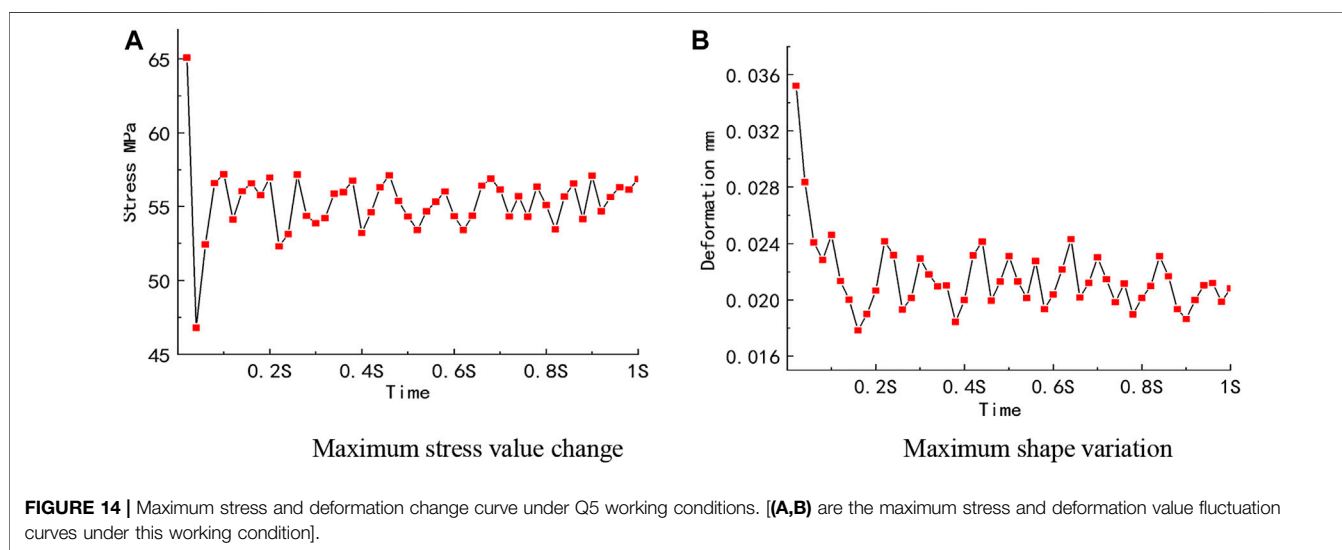 A
65
60
55
50
45
Stress MPa
0.2S 0.4S 0.6S 0.8S 1S
Time
Maximum stress value change
B
0.036
0.032
0.028
0.024
0.020
0.016
Deformation mm
0.2S 0.4S 0.6S 0.8S 1S
Time
Maximum shape variation
FIGURE 14 | Maximum stress and deformation change curve under Q5 working conditions. [(A,B) are the maximum stress and deformation value fluctuation
curves under this working condition].